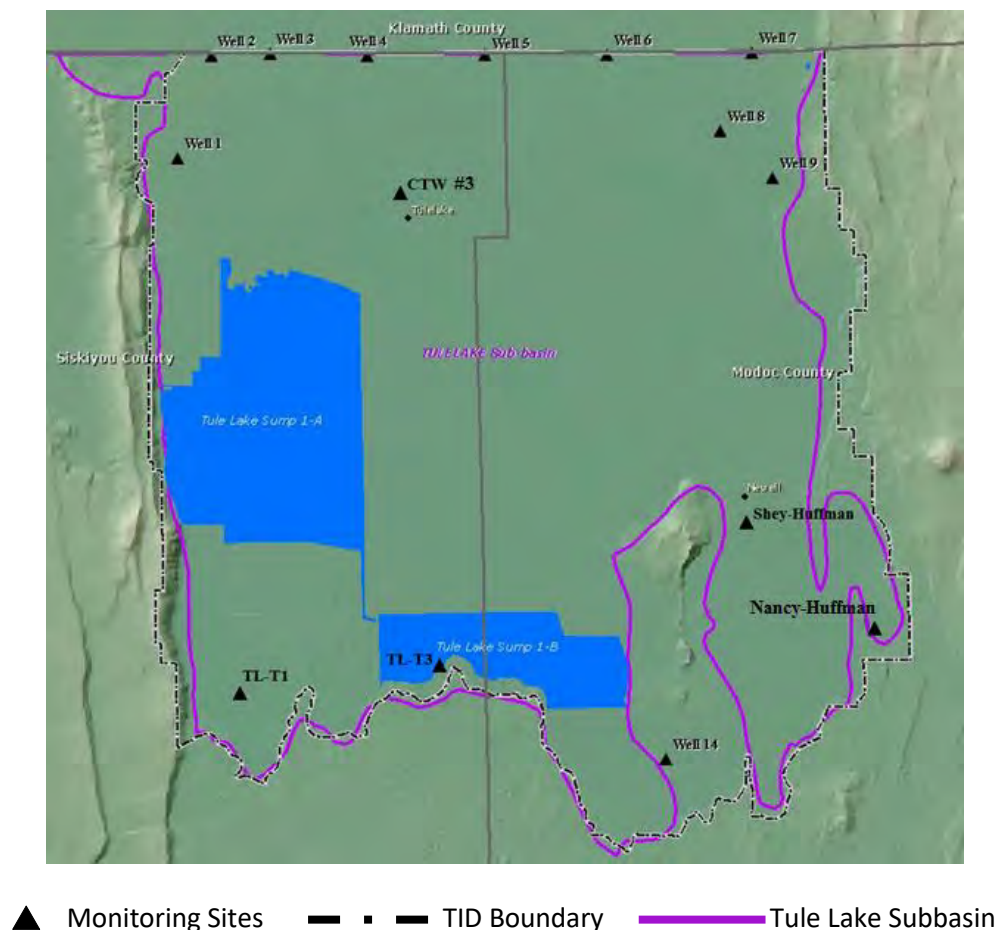 Klamath County
Well 2
Well 3
Well 4
Well 5
Well 6
Well 7
Well 8
Well 1
Well 9
CTW #3
Tulelake
TULELAKE Sub-basin
Siskiyou County
Modoc County
Tule Lake Sump 1-A
Newell
Shey-Huffman
Nancy-Huffman
Tule Lake Sump 1-B
TL-T3
TL-T1
Well 14
Monitoring Sites
TID Boundary
Tule Lake Subbasin